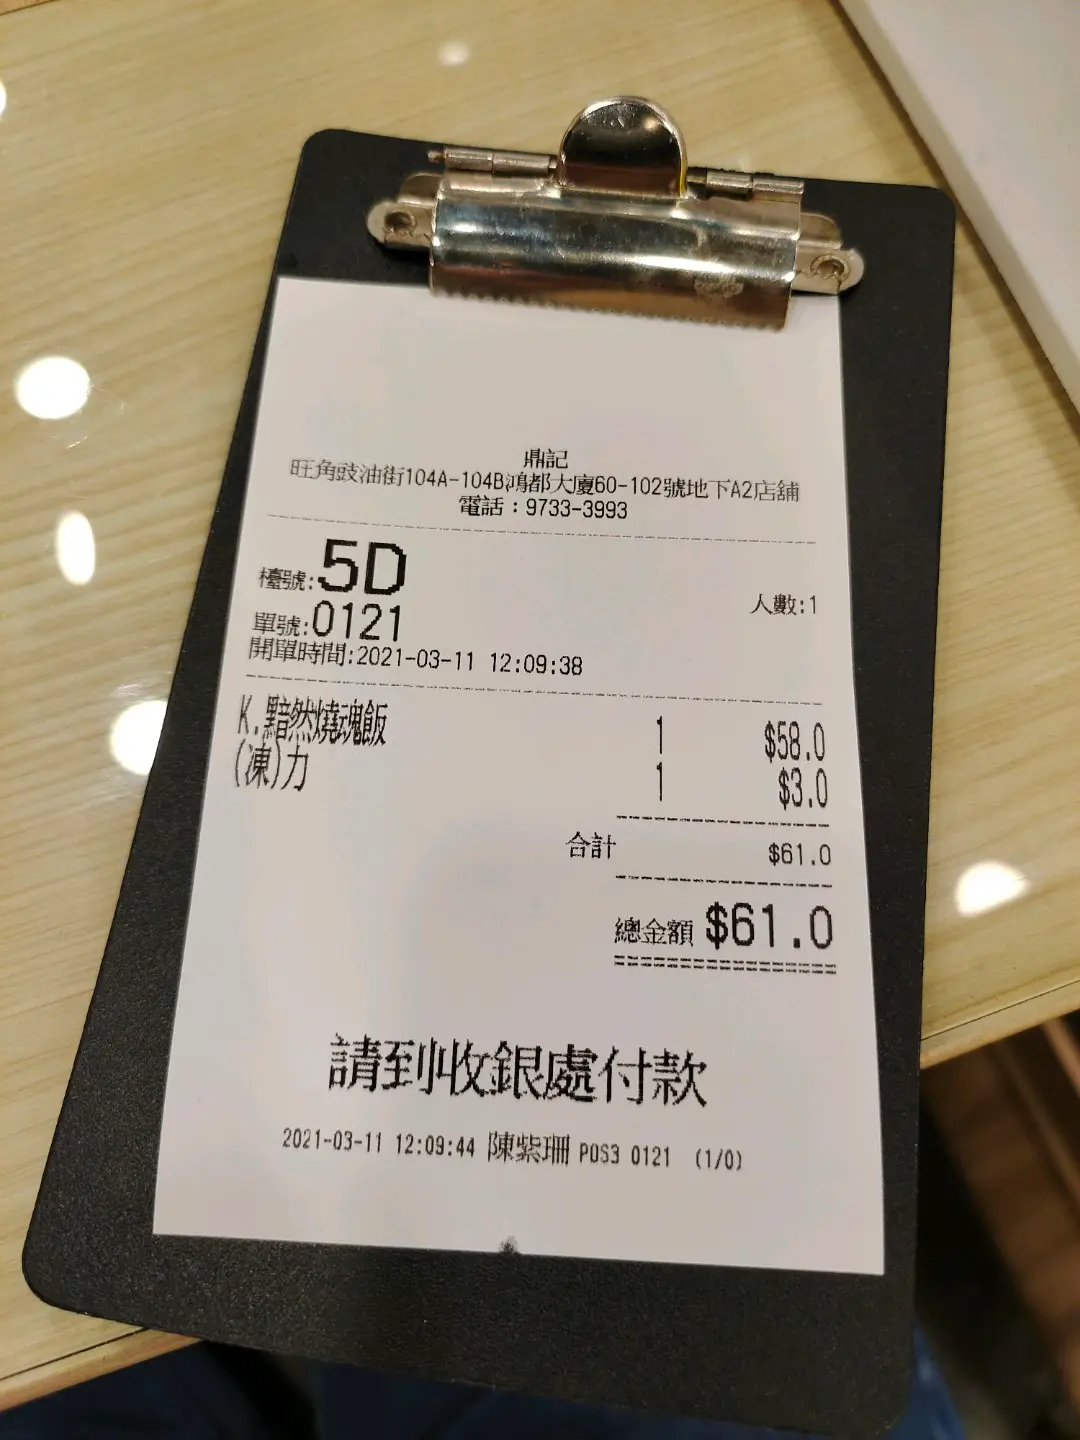 鼎記
旺角豉油街104A-104B鴻都大廈60-102號地下A2店舖
電話：9733-3993
檯號:5D
人數:1
單號:0121
開單時間:2021-03-11 12:09:38
K.黯然燒魂飯 1 $58.0
(凍)力 1 $3.0
合計 $61.0
總金額 $61.0
請到收銀處付款
2021-03-11 12:09:44 陳紫珊 POS3 0121 (1/0)